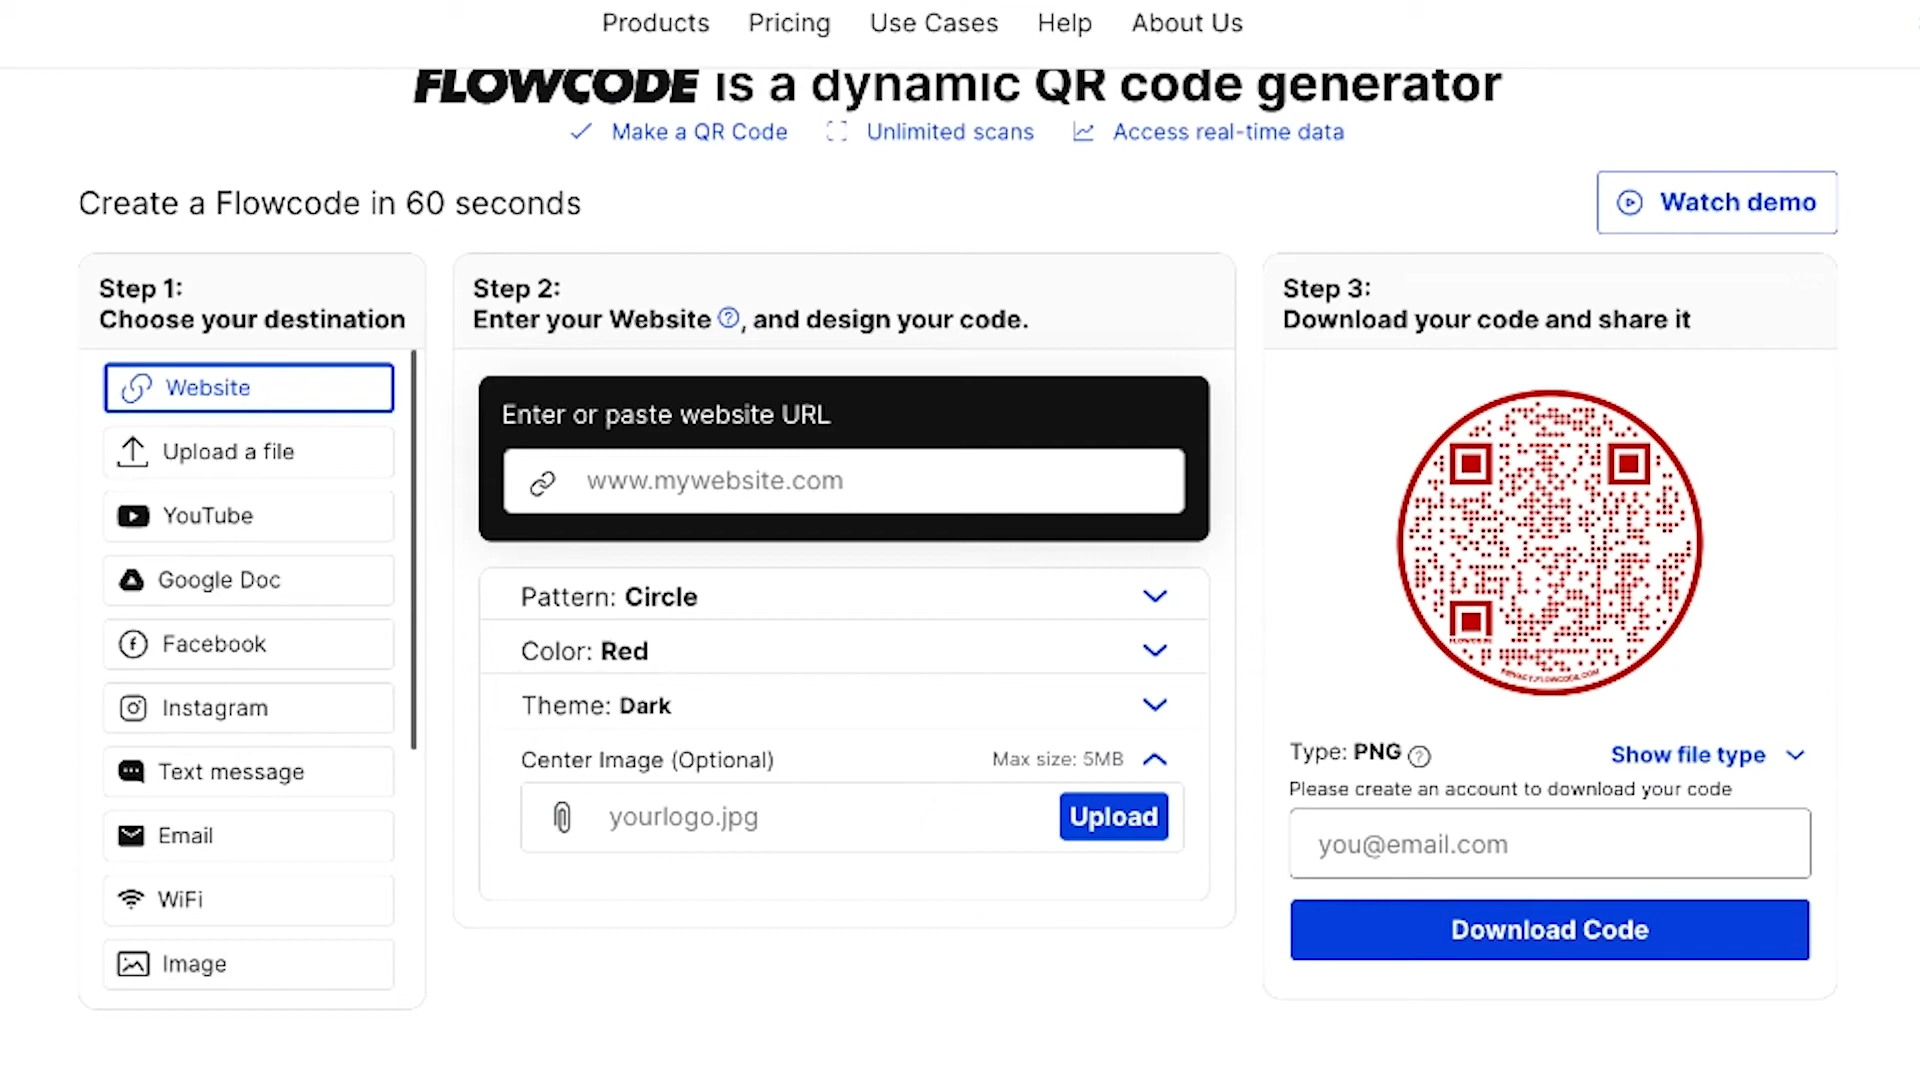 Products Pricing Use Cases Help About Us
FLOWCODE is a dynamic QR code generator
Make a QR Code Unlimited scans Access real-time data
Create a Flowcode in 60 seconds
Watch demo
Step 1:
Choose your destination
Website
Upload a file
YouTube
Google Doc
Facebook
Instagram
Text message
Email
WiFi
Image
Step 2:
Enter your Website ?, and design your code.
Enter or paste website URL
www.mywebsite.com
Pattern: Circle
Color: Red
Theme: Dark
Center Image (Optional) Max size: 5MB
yourlogo.jpg Upload
Step 3:
Download your code and share it
FLOWCODE
PRIVACY.FLOWCODE.COM
Type: PNG ? Show file type
Please create an account to download your code
you@email.com
Download Code